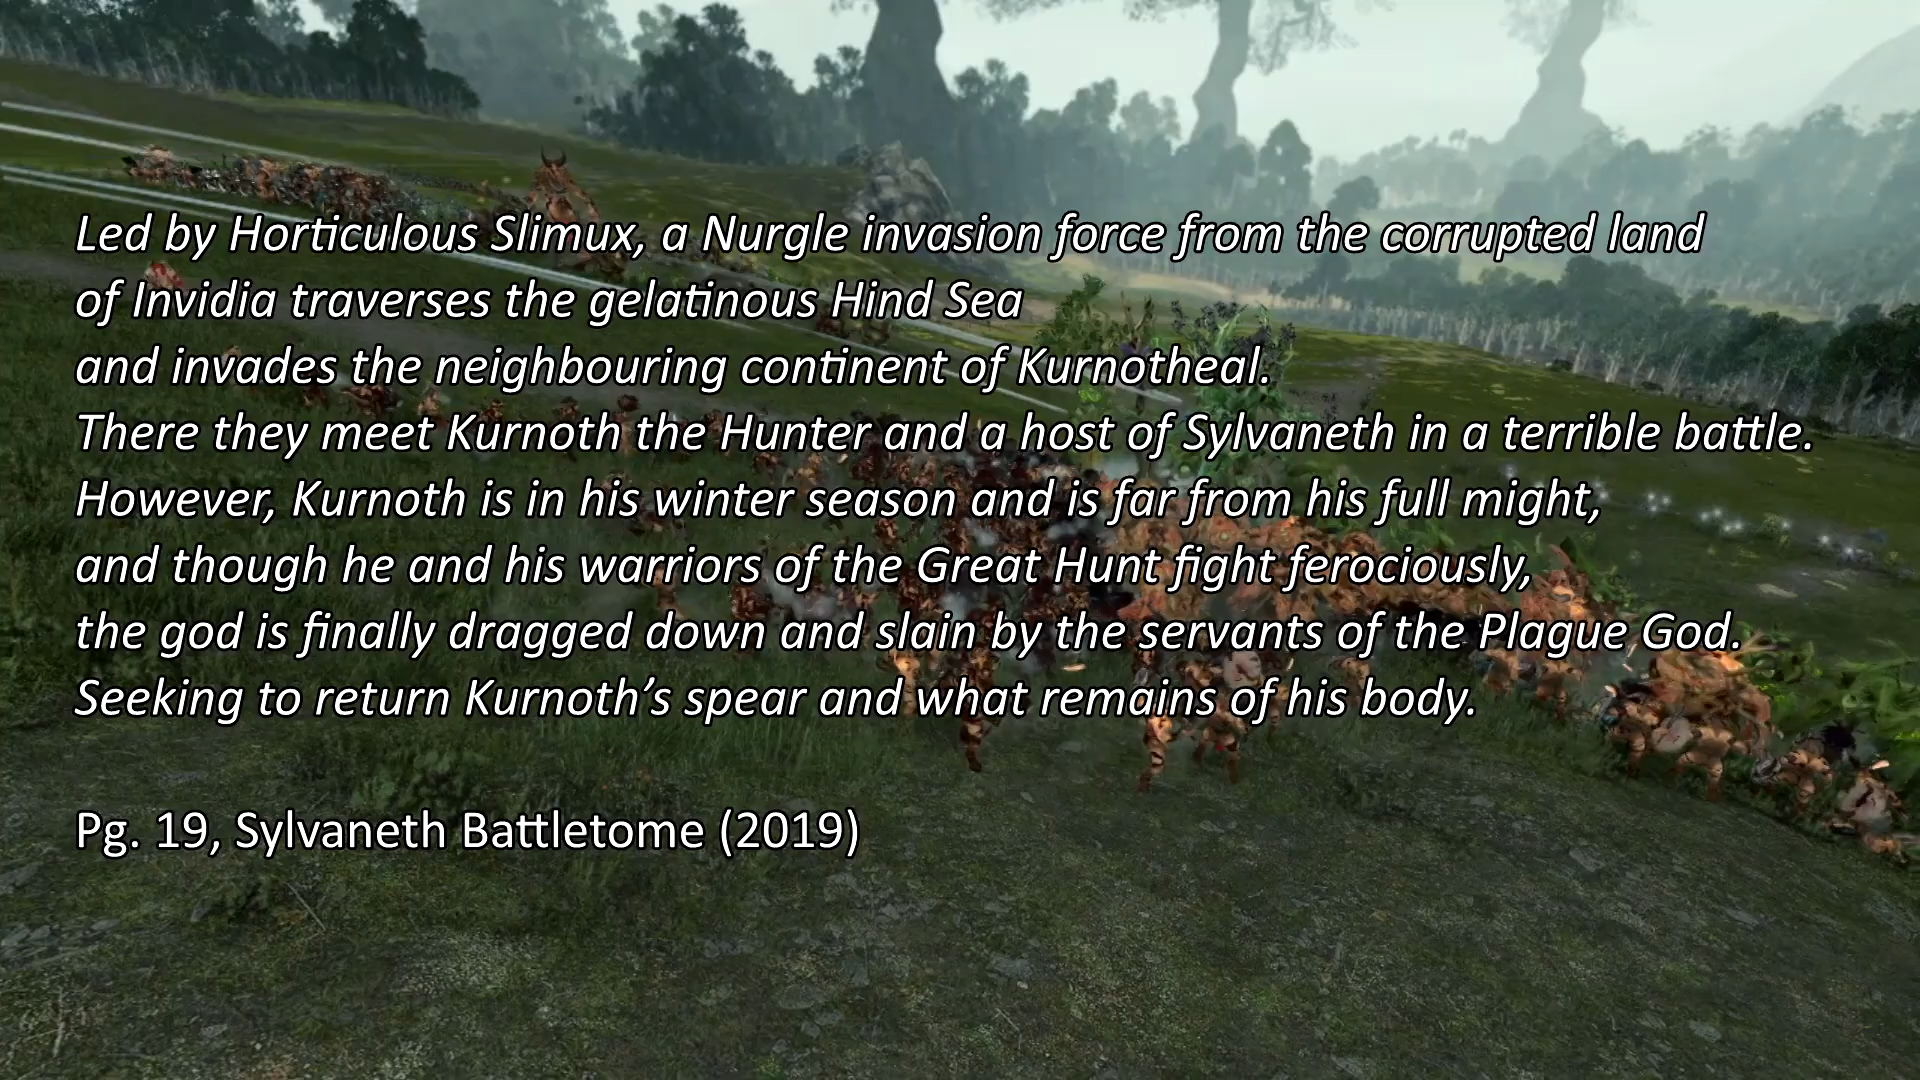 Led by Horticulous Slimux, a Nurgle invasion force from the corrupted land
of Invidia traverses the gelatinous Hind Sea
and invades the neighbouring continent of Kurnotheal.
There they meet Kurnoth the Hunter and a host of Sylvaneth in a terrible battle.
However, Kurnoth is in his winter season and is far from his full might,
and though he and his warriors of the Great Hunt fight ferociously,
the god is finally dragged down and slain by the servants of the Plague God.
Seeking to return Kurnoth’s spear and what remains of his body.
Pg. 19, Sylvaneth Battletome (2019)